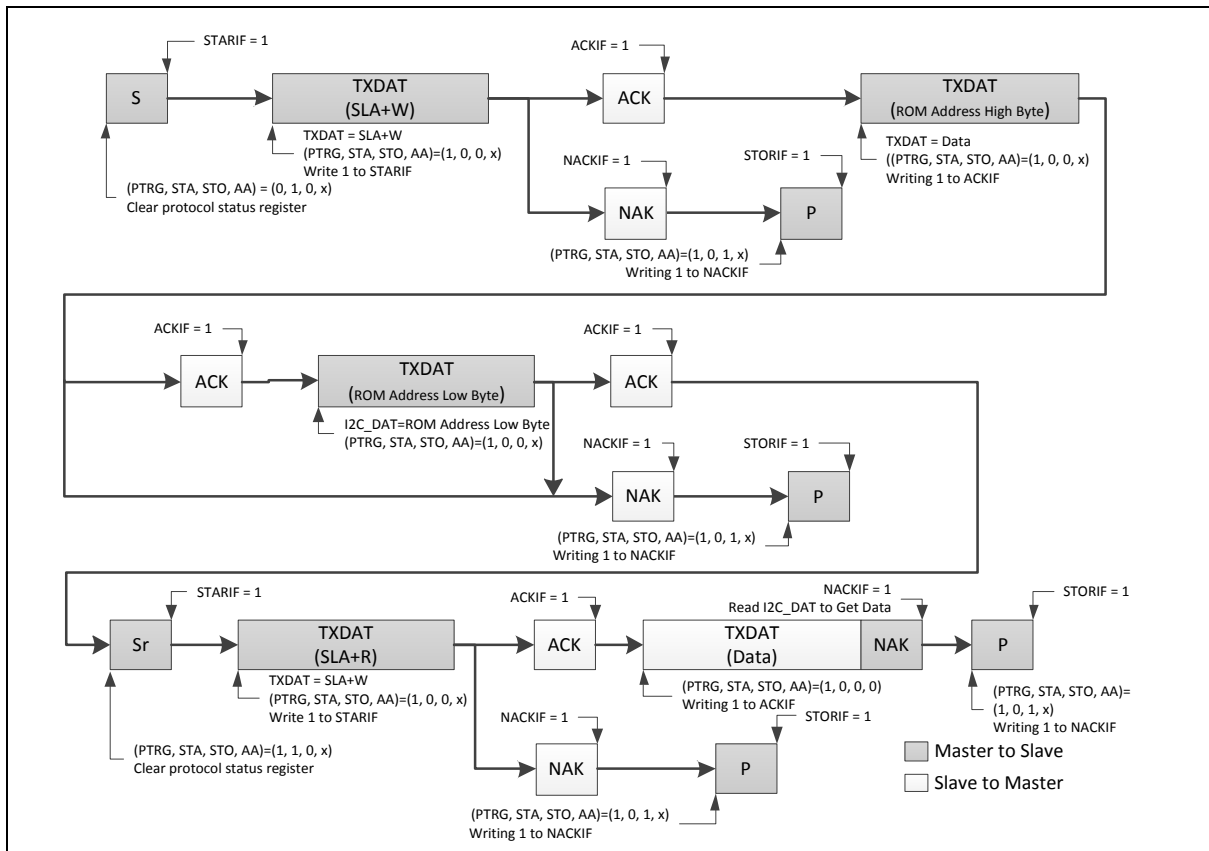 STARIF = 1
ACKIF = 1
S
TXDAT
(SLA+W)
ACK
TXDAT
(ROM Address High Byte)
TXDAT = SLA+W
(PTRG, STA, STO, AA)=(1, 0, 0, x)
Write 1 to STARIF
TXDAT = Data
((PTRG, STA, STO, AA)=(1, 0, 0, x)
Writing 1 to ACKIF
NACKIF = 1
STORIF = 1
(PTRG, STA, STO, AA) = (0, 1, 0, x)
Clear protocol status register
NAK
P
(PTRG, STA, STO, AA)=(1, 0, 1, x)
Writing 1 to NACKIF
ACKIF = 1
ACKIF = 1
ACK
TXDAT
(ROM Address Low Byte)
ACK
I2C_DAT=ROM Address Low Byte
(PTRG, STA, STO, AA)=(1, 0, 0, x)
NACKIF = 1
STORIF = 1
NAK
P
(PTRG, STA, STO, AA)=(1, 0, 1, x)
Writing 1 to NACKIF
STARIF = 1
ACKIF = 1
NACKIF = 1
Read I2C_DAT to Get Data
STORIF = 1
Sr
TXDAT
(SLA+R)
ACK
TXDAT
(Data)
NAK
P
TXDAT = SLA+W
(PTRG, STA, STO, AA)=(1, 0, 0, x)
Write 1 to STARIF
(PTRG, STA, STO, AA)=(1, 0, 0, 0)
Writing 1 to ACKIF
(PTRG, STA, STO, AA)=
(1, 0, 1, x)
Writing 1 to NACKIF
NACKIF = 1
STORIF = 1
(PTRG, STA, STO, AA)=(1, 1, 0, x)
Clear protocol status register
NAK
P
(PTRG, STA, STO, AA)=(1, 0, 1, x)
Writing 1 to NACKIF
Master to Slave
Slave to Master